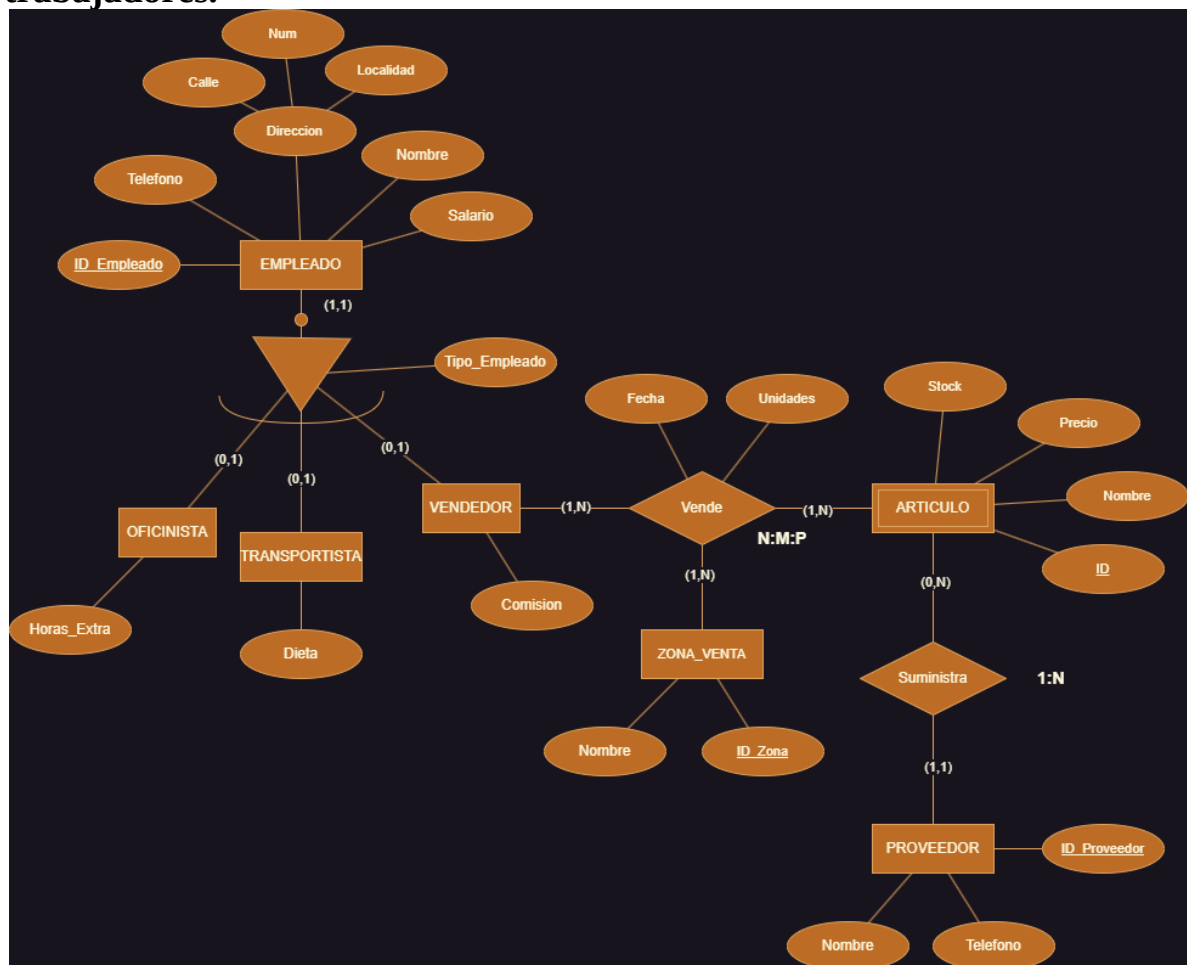 trabajadores.
Num
Calle
Localidad
Direccion
Nombre
Telefono
Salario
ID_Empleado
EMPLEADO
(1,1)
Tipo_Empleado
Fecha
Unidades
Stock
Precio
(0,1)
(0,1)
(0,1)
OFICINISTA
TRANSPORTISTA
VENDEDOR
(1,N)
Vende
(1,N)
N:M:P
ARTICULO
Nombre
ID
(1,N)
(0,N)
Horas_Extra
Dieta
Comision
ZONA_VENTA
Suministra
1:N
Nombre
ID_Zona
(1,1)
PROVEEDOR
ID_Proveedor
Nombre
Telefono